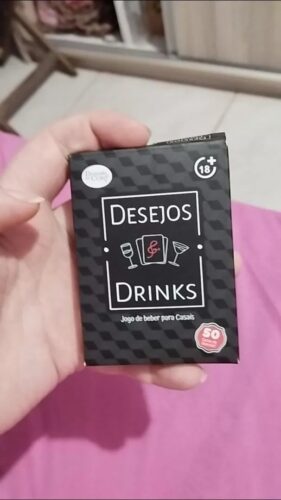 18+
DESEJOS
&
DRINKS
Jogo de beber para Casais
50